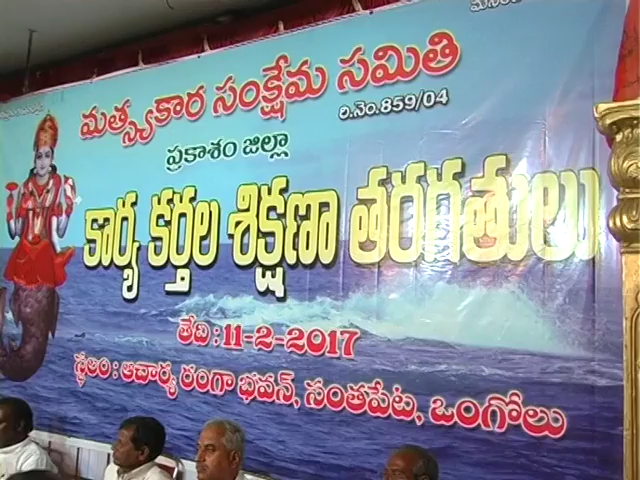 మత్స్యకార సంక్షేమ సమితి
రి.నెం.859/04
ప్రకాశం జిల్లా
కార్య కర్తల శిక్షణా తరగతులు
తేది : 11-2-2017
స్థలం : ఆచార్య రంగా భవన్, సంతపేట, ఒంగోలు